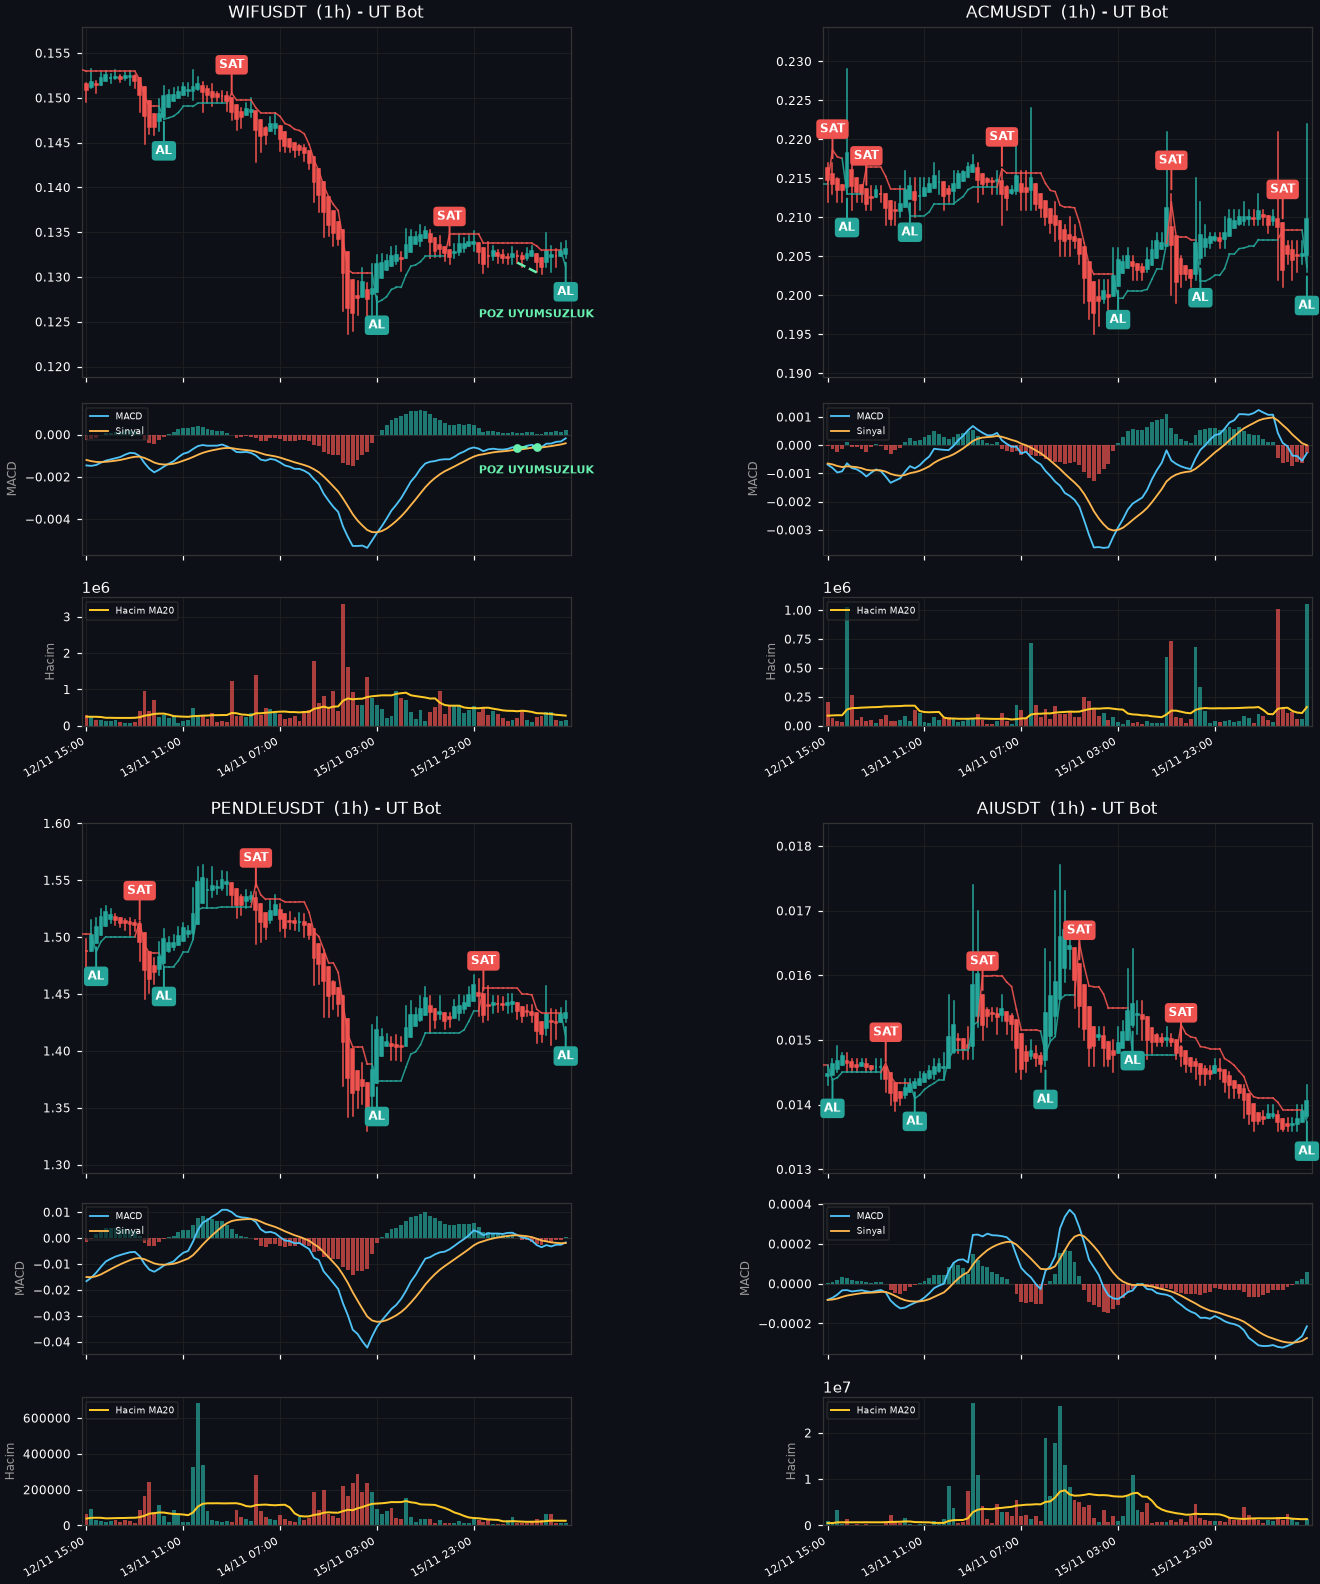 WIFUSDT  (1h) - UT Bot
0.155
0.150
0.145
0.140
0.135
0.130
0.125
0.120
SAT
AL
SAT
AL
AL
POZ UYUMSUZLUK
MACD
Sinyal
0.000
−0.002
−0.004
MACD
POZ UYUMSUZLUK
1e6
Hacim MA20
3
2
1
0
Hacim
12/11 15:00
13/11 11:00
14/11 07:00
15/11 03:00
15/11 23:00
ACMUSDT  (1h) - UT Bot
0.230
0.225
0.220
0.215
0.210
0.205
0.200
0.195
0.190
SAT
SAT
AL
AL
SAT
AL
SAT
AL
SAT
AL
MACD
Sinyal
0.001
0.000
−0.001
−0.002
−0.003
MACD
1e6
Hacim MA20
1.00
0.75
0.50
0.25
0.00
Hacim
12/11 15:00
13/11 11:00
14/11 07:00
15/11 03:00
15/11 23:00
PENDLEUSDT  (1h) - UT Bot
1.60
1.55
1.50
1.45
1.40
1.35
1.30
AL
SAT
AL
SAT
AL
SAT
AL
MACD
Sinyal
0.01
0.00
−0.01
−0.02
−0.03
−0.04
MACD
Hacim MA20
600000
400000
200000
0
Hacim
12/11 15:00
13/11 11:00
14/11 07:00
15/11 03:00
15/11 23:00
AIUSDT  (1h) - UT Bot
0.018
0.017
0.016
0.015
0.014
0.013
AL
SAT
AL
SAT
AL
SAT
AL
SAT
AL
MACD
Sinyal
0.0004
0.0002
0.0000
−0.0002
MACD
1e7
Hacim MA20
2
1
0
Hacim
12/11 15:00
13/11 11:00
14/11 07:00
15/11 03:00
15/11 23:00